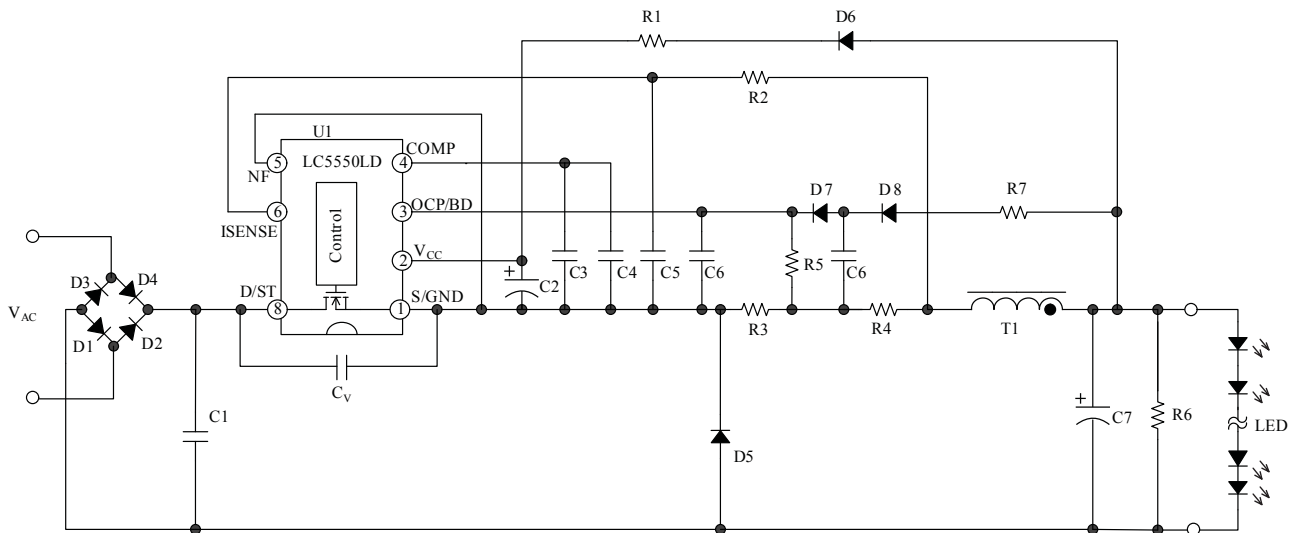 R1
D6
R2
U1
LC5550LD
5
4
COMP
NF
6
3
OCP/BD
ISENSE
Control
2
VCC
D/ST
8
1
S/GND
D7
D8
R7
+
C2
C3
C4
C5
C6
R5
C6
R3
R4
T1
D3
D4
VAC
D1
D2
CV
C1
D5
+
C7
R6
LED